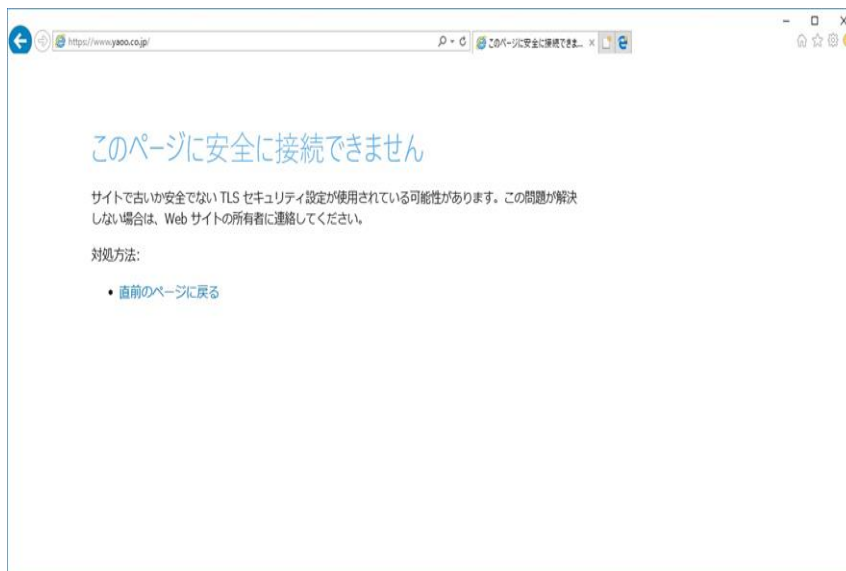 https://www.yaoo.co.jp/
このページに安全に接続できま...
このページに安全に接続できません
サイトで古いか安全でない TLS セキュリティ設定が使用されている可能性があります。この問題が解決
しない場合は、Web サイトの所有者に連絡してください。
対処方法:
• 直前のページに戻る